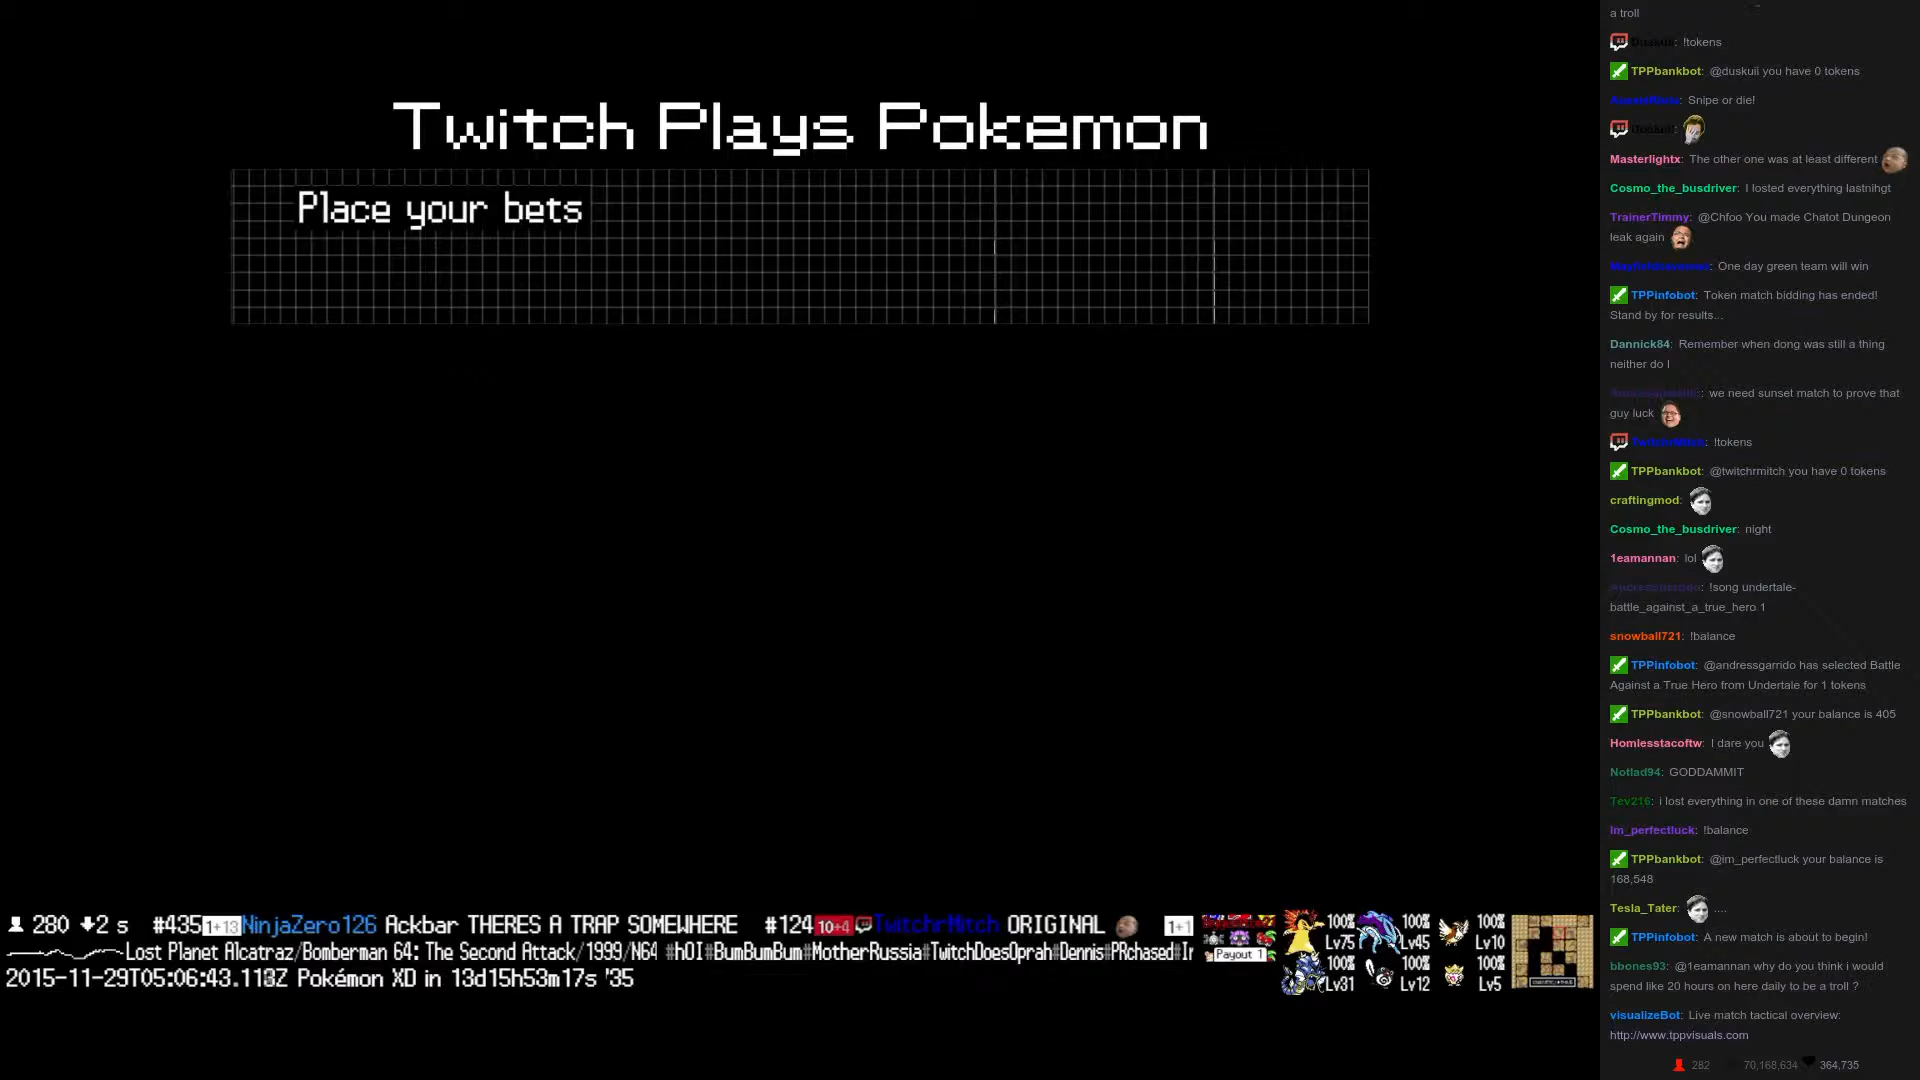 Twitch Plays Pokemon
Place your bets
280 2 s #435 1+13 NinjaZero126 Ackbar THERES A TRAP SOMEWHERE #124 10+4 TwitchrMitch ORIGINAL 1+1
Lost Planet Alcatraz/Bomberman 64: The Second Attack/1999/N64 #hOI#BumBumBum#MotherRussia#TwitchDoesOprah#Dennis#PRchased#Ir
2015-11-29T05:06:43.118Z Pokémon XD in 13d15h53m17s '35
Payout 1
100% Lv75 100% Lv45 100% Lv10
100% Lv31 100% Lv12 100% Lv5
a troll
: !tokens
TPPbankbot: @duskuii you have 0 tokens
: Snipe or die!
Masterlightx: The other one was at least different
Cosmo_the_busdriver: I losted everything lastnihgt
TrainerTimmy: @Chfoo You made Chatot Dungeon
leak again
: One day green team will win
TPPinfobot: Token match bidding has ended!
Stand by for results...
Dannick84: Remember when dong was still a thing
neither do I
: we need sunset match to prove that
guy luck
TwitchrMitch: !tokens
TPPbankbot: @twitchrmitch you have 0 tokens
craftingmod:
Cosmo_the_busdriver: night
1eamannan: lol
: !song undertale-
battle_against_a_true_hero 1
snowball721: !balance
TPPinfobot: @andressgarrido has selected Battle
Against a True Hero from Undertale for 1 tokens
TPPbankbot: @snowball721 your balance is 405
Homlesstacoftw: I dare you
Notlad94: GODDAMMIT
Tev216: i lost everything in one of these damn matches
Im_perfectluck: !balance
TPPbankbot: @im_perfectluck your balance is
168,548
Tesla_Tater: ....
TPPinfobot: A new match is about to begin!
bbones93: @1eamannan why do you think i would
spend like 20 hours on here daily to be a troll ?
visualizeBot: Live match tactical overview:
http://www.tppvisuals.com
282 70,168,634 364,735